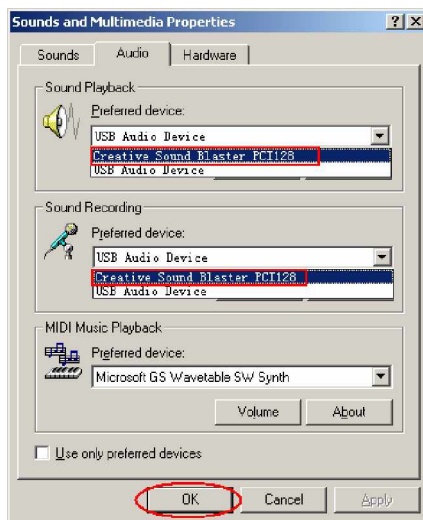 Sounds and Multimedia Properties
Sounds Audio Hardware
Sound Playback
Preferred device:
USB Audio Device
Creative Sound Blaster PCI128
USB Audio Device
Sound Recording
Preferred device:
USB Audio Device
Creative Sound Blaster PCI128
USB Audio Device
MIDI Music Playback
Preferred device:
Microsoft GS Wavetable SW Synth
Volume About
Use only preferred devices
OK Cancel Apply